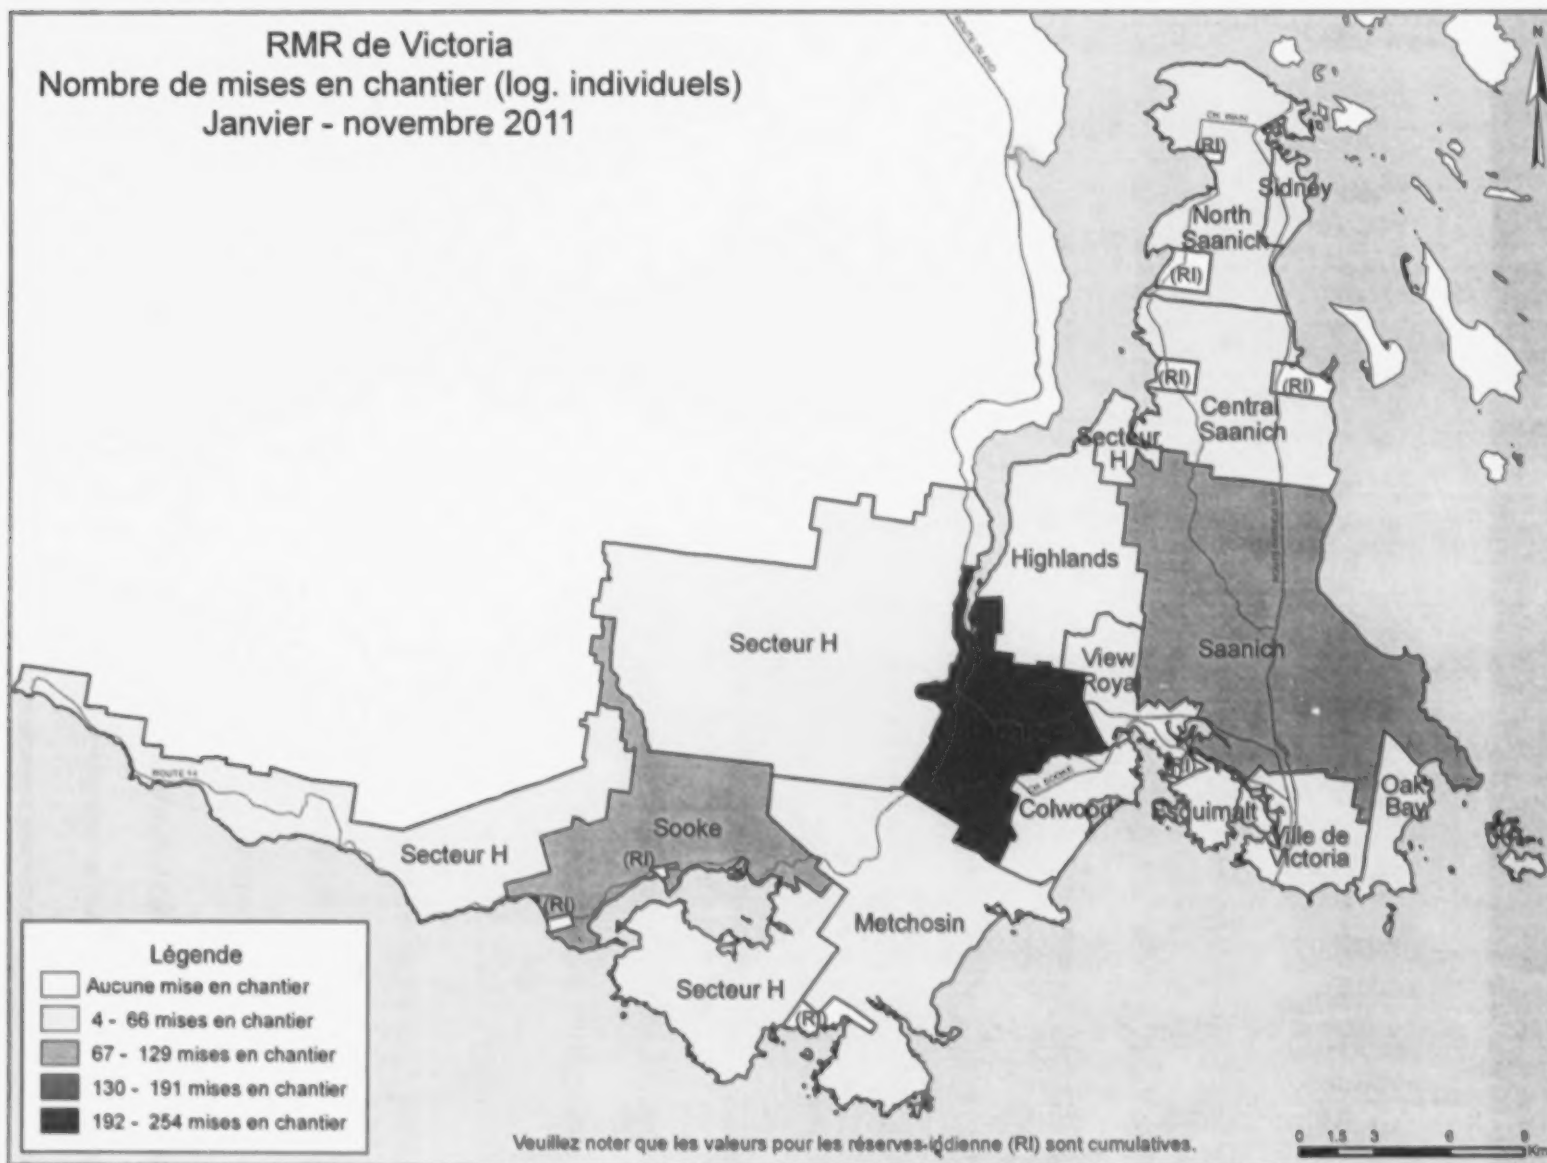 RMR de Victoria
Nombre de mises en chantier (log. individuels)
Janvier - novembre 2011
N
(RI)
Sidney
North
Saanich
(RI)
(RI)
(RI)
Central
Saanich
Secteur
H
Highlands
Secteur H
View
Royal
Saanich
ROUTE 14
Sooke
Secteur H
(RI)
(RI)
Colwood
Esquimalt
Ville de
Victoria
Oak
Bay
Metchosin
Secteur H
(RI)
Légende
Aucune mise en chantier
4 - 66 mises en chantier
67 - 129 mises en chantier
130 - 191 mises en chantier
192 - 254 mises en chantier
Veuillez noter que les valeurs pour les réserves-indienne (RI) sont cumulatives.
0 1.5 3 6 9
Km